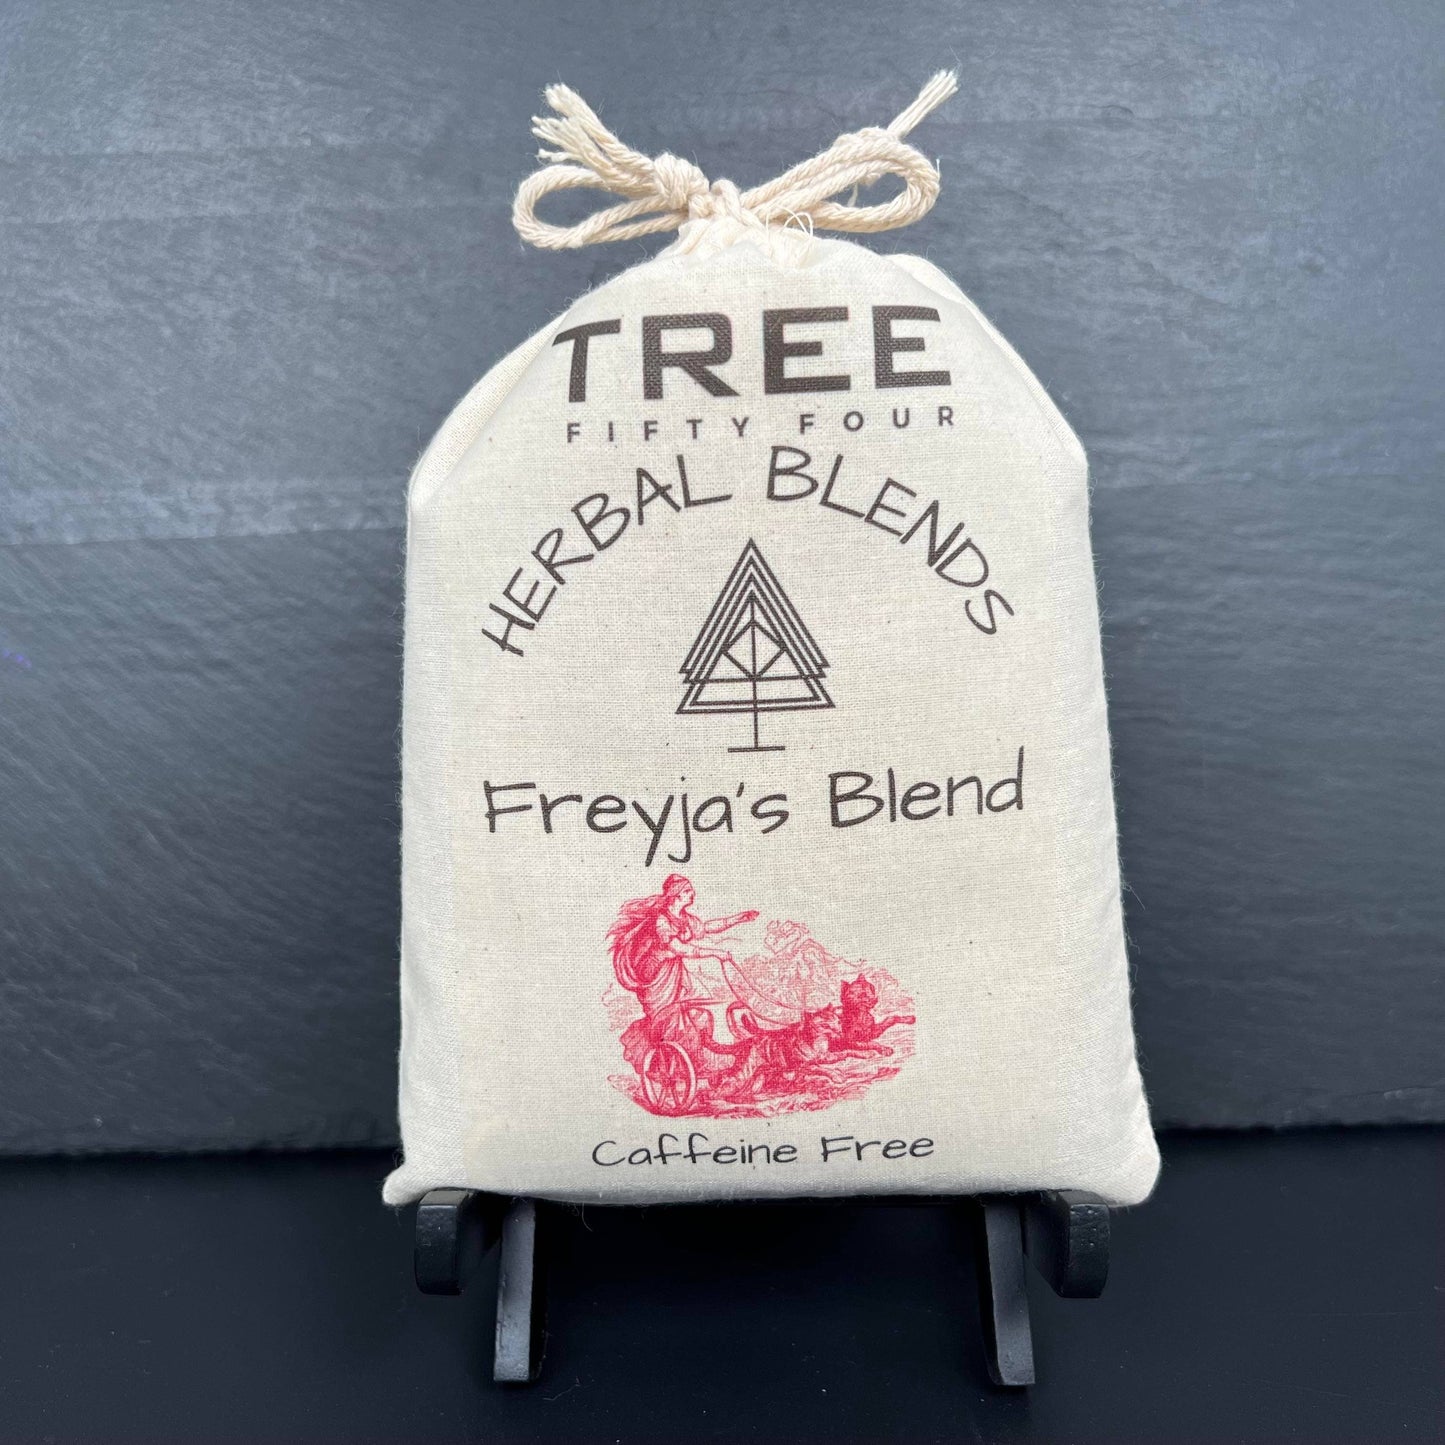 TREE
FIFTY FOUR
HERBAL BLENDS
Freyja's Blend
Caffeine Free